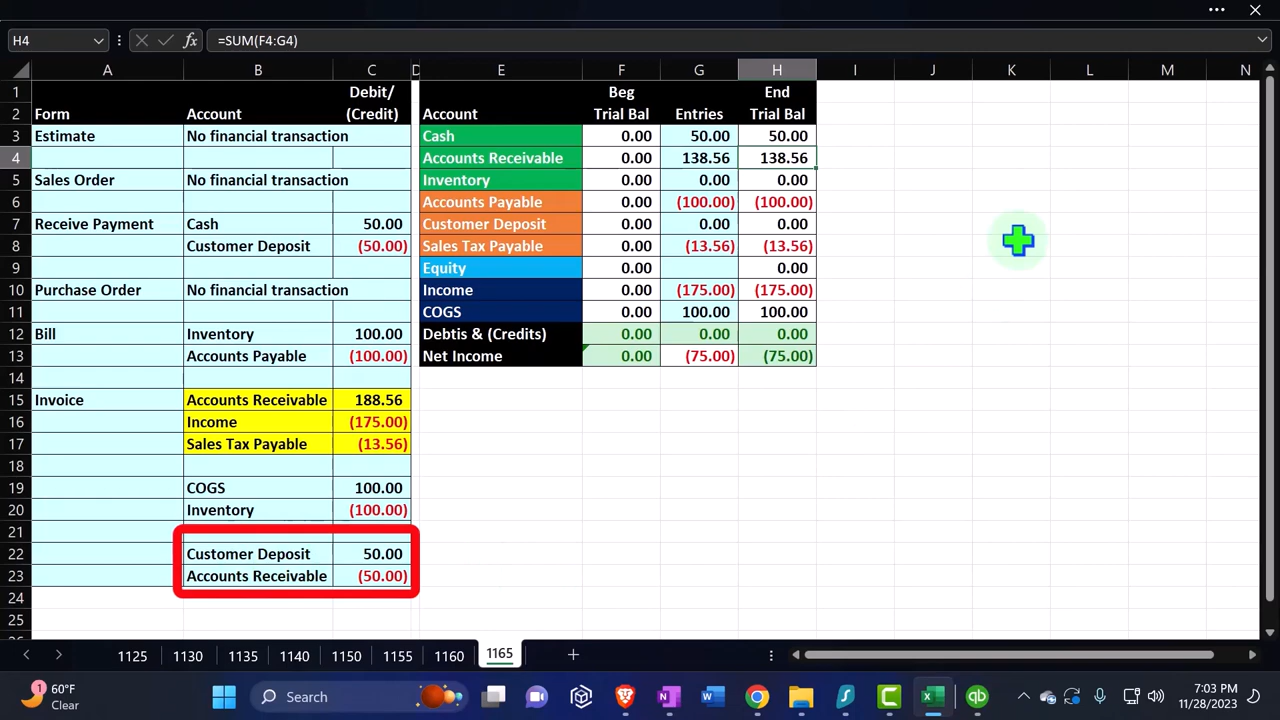 H4 =SUM(F4:G4)
A B C D E F G H I J K L M N
1 Debit/ Beg End
2 Form Account (Credit) Account Trial Bal Entries Trial Bal
3 Estimate No financial transaction Cash 0.00 50.00 50.00
4 Accounts Receivable 0.00 138.56 138.56
5 Sales Order No financial transaction Inventory 0.00 0.00 0.00
6 Accounts Payable 0.00 (100.00) (100.00)
7 Receive Payment Cash 50.00 Customer Deposit 0.00 0.00 0.00
8 Customer Deposit (50.00) Sales Tax Payable 0.00 (13.56) (13.56)
9 Equity 0.00 0.00
10 Purchase Order No financial transaction Income 0.00 (175.00) (175.00)
11 COGS 0.00 100.00 100.00
12 Bill Inventory 100.00 Debtis & (Credits) 0.00 0.00 0.00
13 Accounts Payable (100.00) Net Income 0.00 (75.00) (75.00)
14
15 Invoice Accounts Receivable 188.56
16 Income (175.00)
17 Sales Tax Payable (13.56)
18
19 COGS 100.00
20 Inventory (100.00)
21
22 Customer Deposit 50.00
23 Accounts Receivable (50.00)
24
25
1125 1130 1135 1140 1150 1155 1160 1165
1 60°F Search 7:03 PM
Clear 11/28/2023